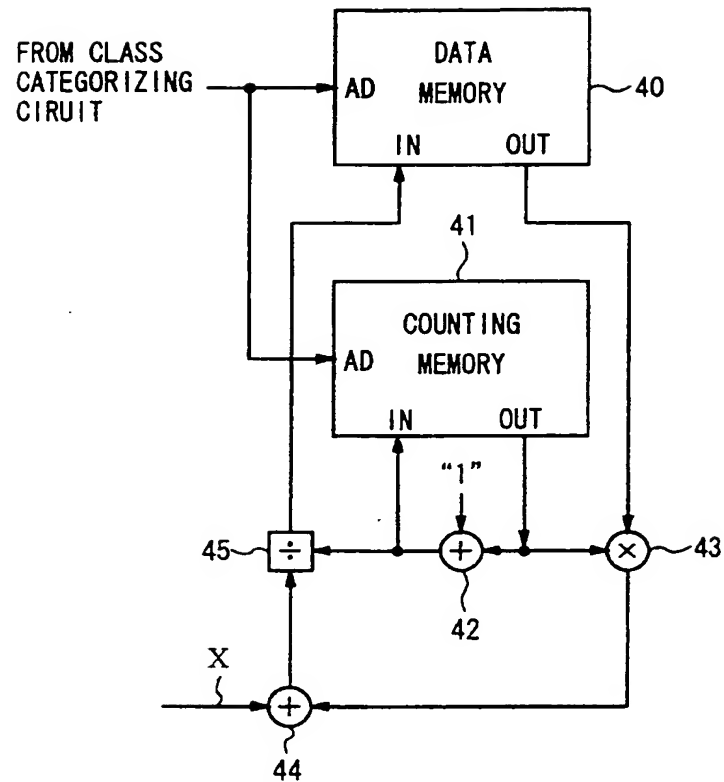 FROM CLASS
CATEGORIZING
CIRUIT
DATA
MEMORY
AD
IN
OUT
40
41
COUNTING
MEMORY
AD
IN
OUT
“1”
45
÷
+
×
43
42
X
+
44